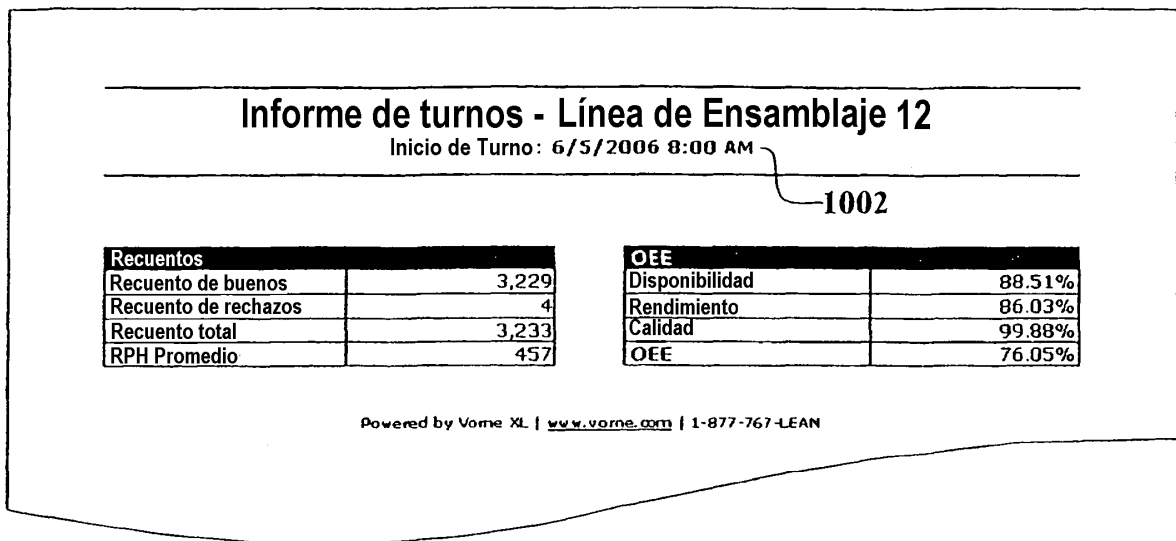 Informe de turnos - Línea de Ensamblaje 12
Inicio de Turno: 6/5/2006 8:00 AM
1002
Recuentos
Recuento de buenos 3,229
Recuento de rechazos 4
Recuento total 3,233
RPH Promedio 457
OEE
Disponibilidad 88.51%
Rendimiento 86.03%
Calidad 99.88%
OEE 76.05%
Powered by Vorne XL | www.vorne.com | 1-877-767-LEAN